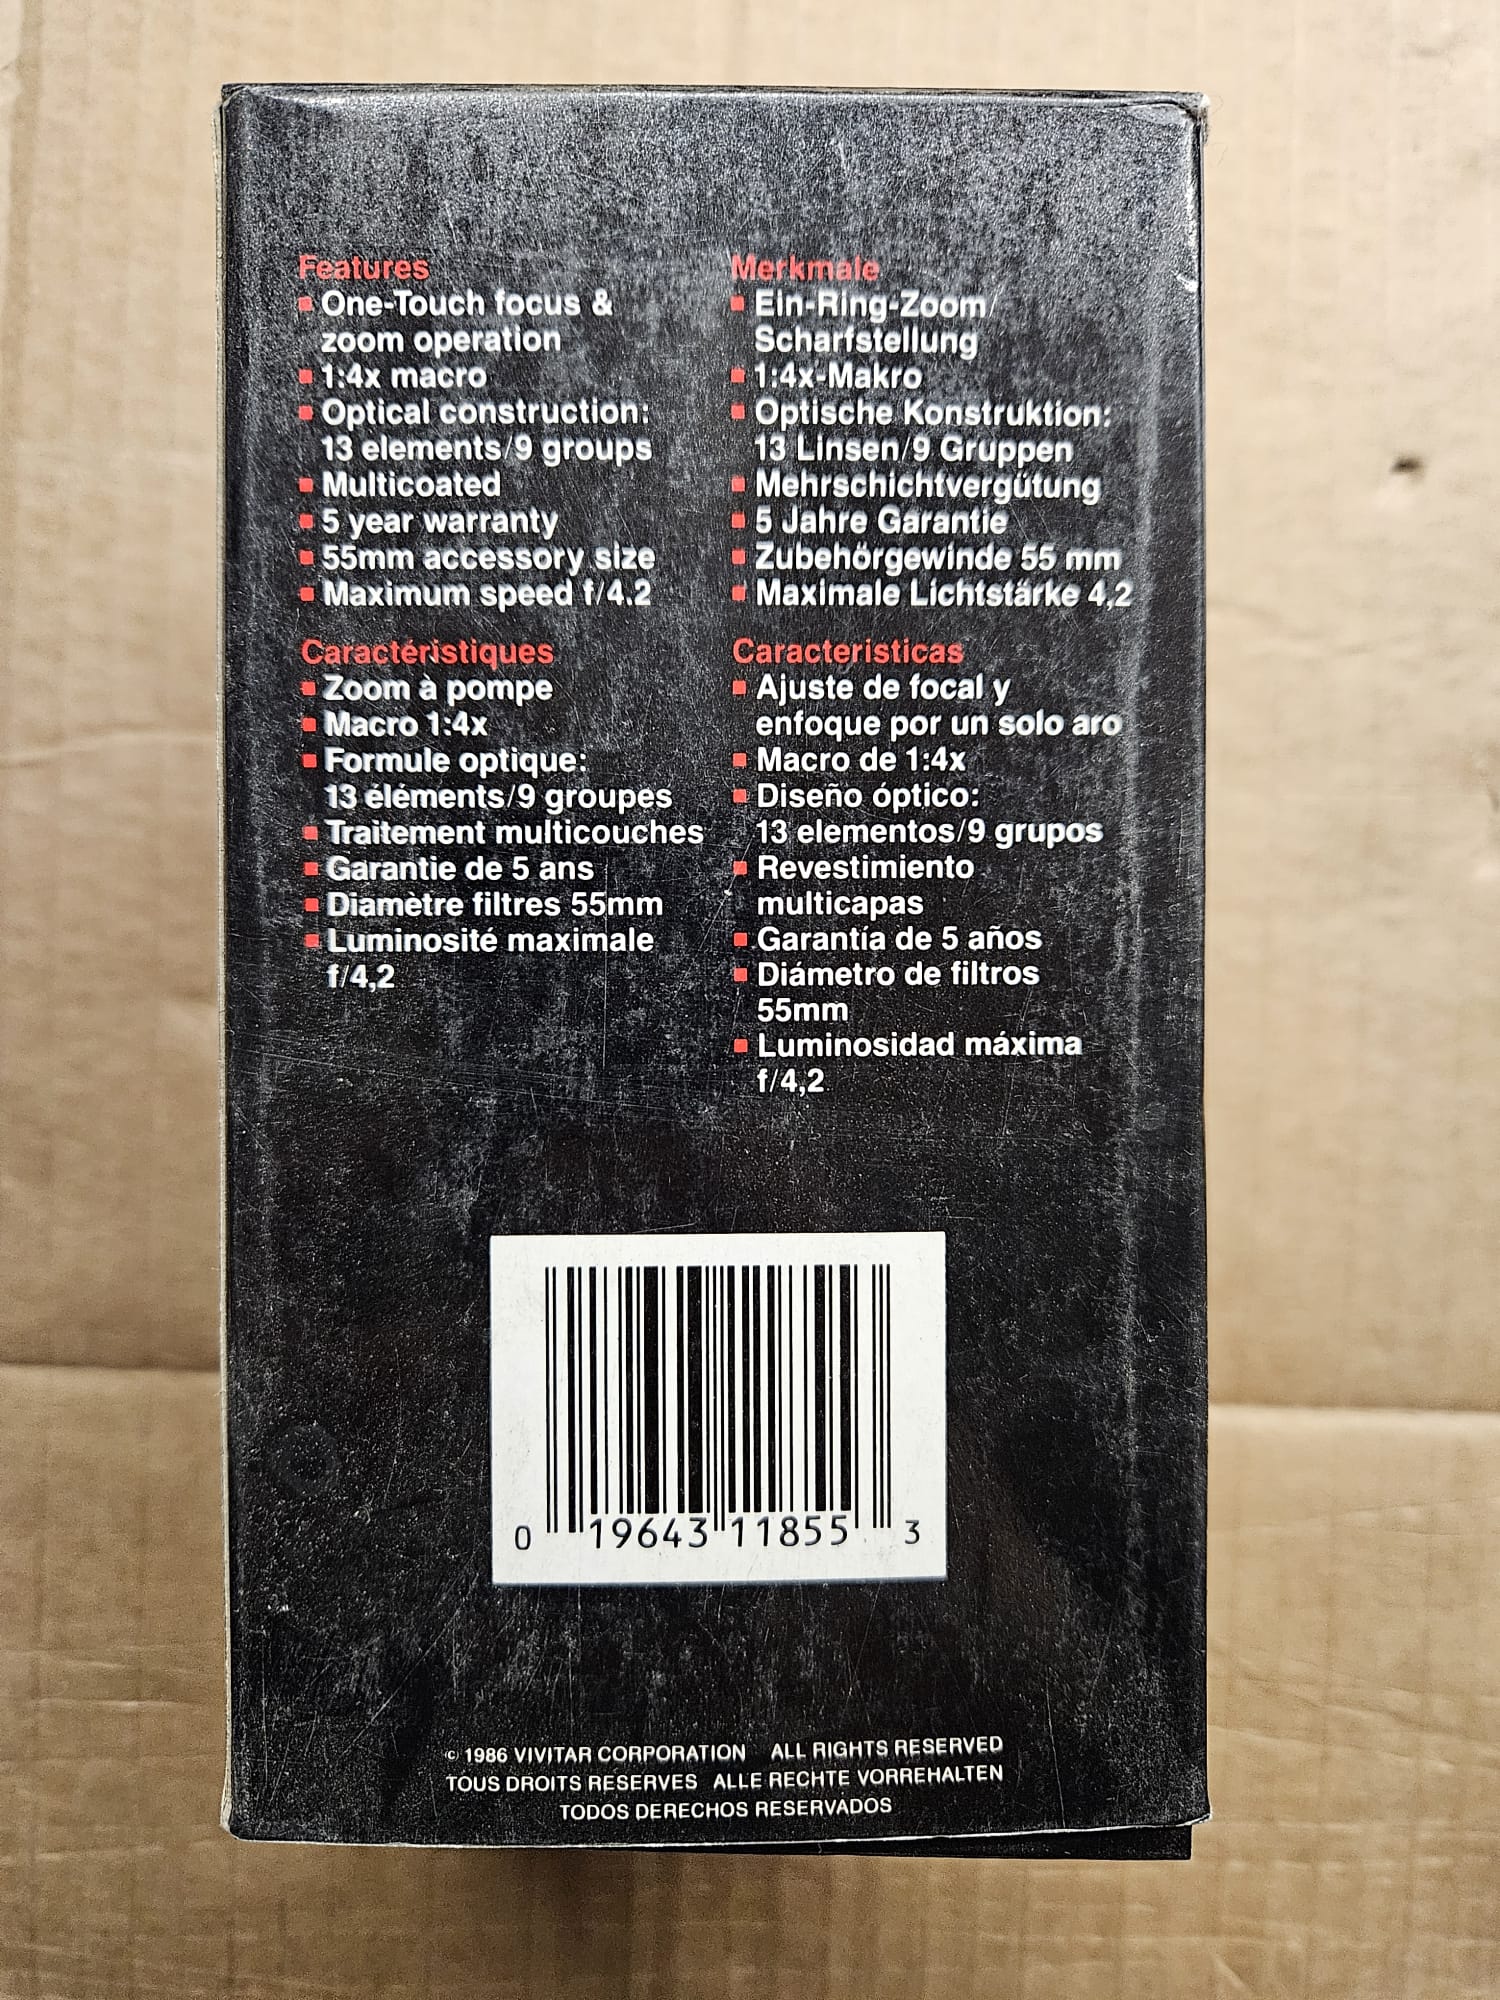 Features
▪ One-Touch focus &
zoom operation
▪ 1:4x macro
▪ Optical construction:
13 elements/9 groups
▪ Multicoated
▪ 5 year warranty
▪ 55mm accessory size
▪ Maximum speed f/4.2
Merkmale
▪ Ein-Ring-Zoom/
Scharfstellung
▪ 1:4x-Makro
▪ Optische Konstruktion:
13 Linsen/9 Gruppen
▪ Mehrschichtvergütung
▪ 5 Jahre Garantie
▪ Zubehörgewinde 55 mm
▪ Maximale Lichtstärke 4,2
Caractéristiques
▪ Zoom à pompe
▪ Macro 1:4x
▪ Formule optique:
13 éléments/9 groupes
▪ Traitement multicouches
▪ Garantie de 5 ans
▪ Diamètre filtres 55mm
▪ Luminosité maximale
f/4,2
Caracteristicas
▪ Ajuste de focal y
enfoque por un solo aro
▪ Macro de 1:4x
▪ Diseño óptico:
13 elementos/9 grupos
▪ Revestimiento
multicapas
▪ Garantía de 5 años
▪ Diámetro de filtros
55mm
▪ Luminosidad máxima
f/4,2
0 19643 11855 3
© 1986 VIVITAR CORPORATION ALL RIGHTS RESERVED
TOUS DROITS RESERVES ALLE RECHTE VORREHALTEN
TODOS DERECHOS RESERVADOS